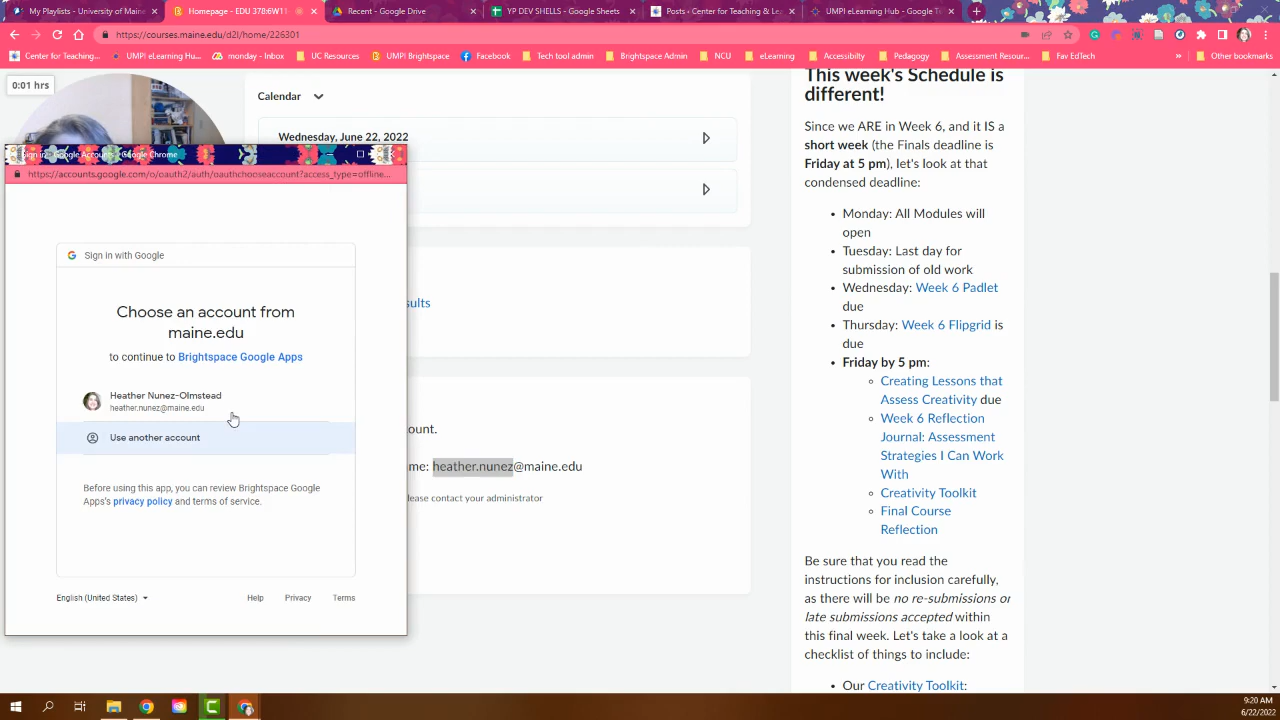 My Playlists - University of Maine
Homepage - EDU 378:6W11
Recent - Google Drive
YP DEV SHELLS - Google Sheets
Posts ‹ Center for Teaching & Lea
UMPI eLearning Hub - Google Ti
https://courses.maine.edu/d2l/home/226301
Center for Teaching...
UMPI eLearning Hu...
monday - Inbox
UC Resources
UMPI Brightspace
Facebook
Tech tool admin
Brightspace Admin
NCU
eLearning
Accessibilty
Pedagogy
Assessment Resour...
Fav EdTech
»
Other bookmarks
0:01 hrs
Calendar
Wednesday, June 22, 2022
sults
ount.
me: heather.nunez@maine.edu
lease contact your administrator
Sign in - Google Accounts - Google Chrome
https://accounts.google.com/o/oauth2/auth/oauthchooseaccount?access_type=offline...
Sign in with Google
Choose an account from
maine.edu
to continue to Brightspace Google Apps
Heather Nunez-Olmstead
heather.nunez@maine.edu
Use another account
Before using this app, you can review Brightspace Google
Apps's privacy policy and terms of service.
English (United States)
Help
Privacy
Terms
This week's Schedule is
different!
Since we ARE in Week 6, and it IS a
short week (the Finals deadline is
Friday at 5 pm), let's look at that
condensed deadline:
• Monday: All Modules will
open
• Tuesday: Last day for
submission of old work
• Wednesday: Week 6 Padlet
due
• Thursday: Week 6 Flipgrid is
due
• Friday by 5 pm:
Creating Lessons that
Assess Creativity due
Week 6 Reflection
Journal: Assessment
Strategies I Can Work
With
Creativity Toolkit
Final Course
Reflection
Be sure that you read the
instructions for inclusion carefully,
as there will be no re-submissions or
late submissions accepted within
this final week. Let's take a look at a
checklist of things to include:
• Our Creativity Toolkit:
9:20 AM
6/22/2022